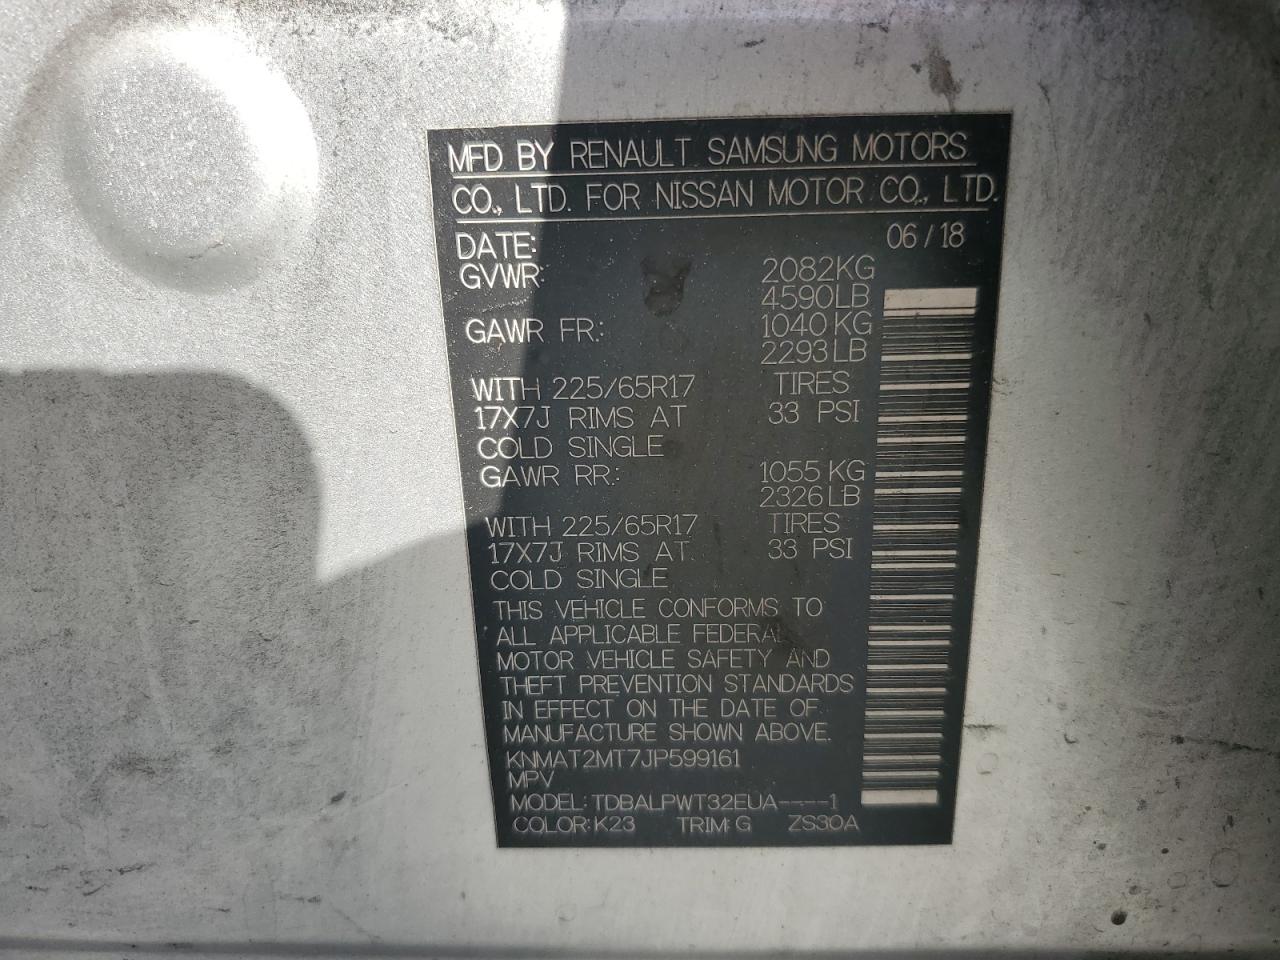 MFD BY RENAULT SAMSUNG MOTORS
CO., LTD. FOR NISSAN MOTOR CO., LTD.
DATE: 06/18
GVWR: 2082KG
4590LB
GAWR FR: 1040KG
2293LB
WITH 225/65R17 TIRES
17X7J RIMS AT 33 PSI
COLD SINGLE
GAWR RR: 1055KG
2326LB
WITH 225/65R17 TIRES
17X7J RIMS AT 33 PSI
COLD SINGLE
THIS VEHICLE CONFORMS TO
ALL APPLICABLE FEDERAL
MOTOR VEHICLE SAFETY AND
THEFT PREVENTION STANDARDS
IN EFFECT ON THE DATE OF
MANUFACTURE SHOWN ABOVE.
KNMAT2MT7JP599161
MPV
MODEL: TDBALPWT32EUA----1
COLOR:K23 TRIM:G ZS30A